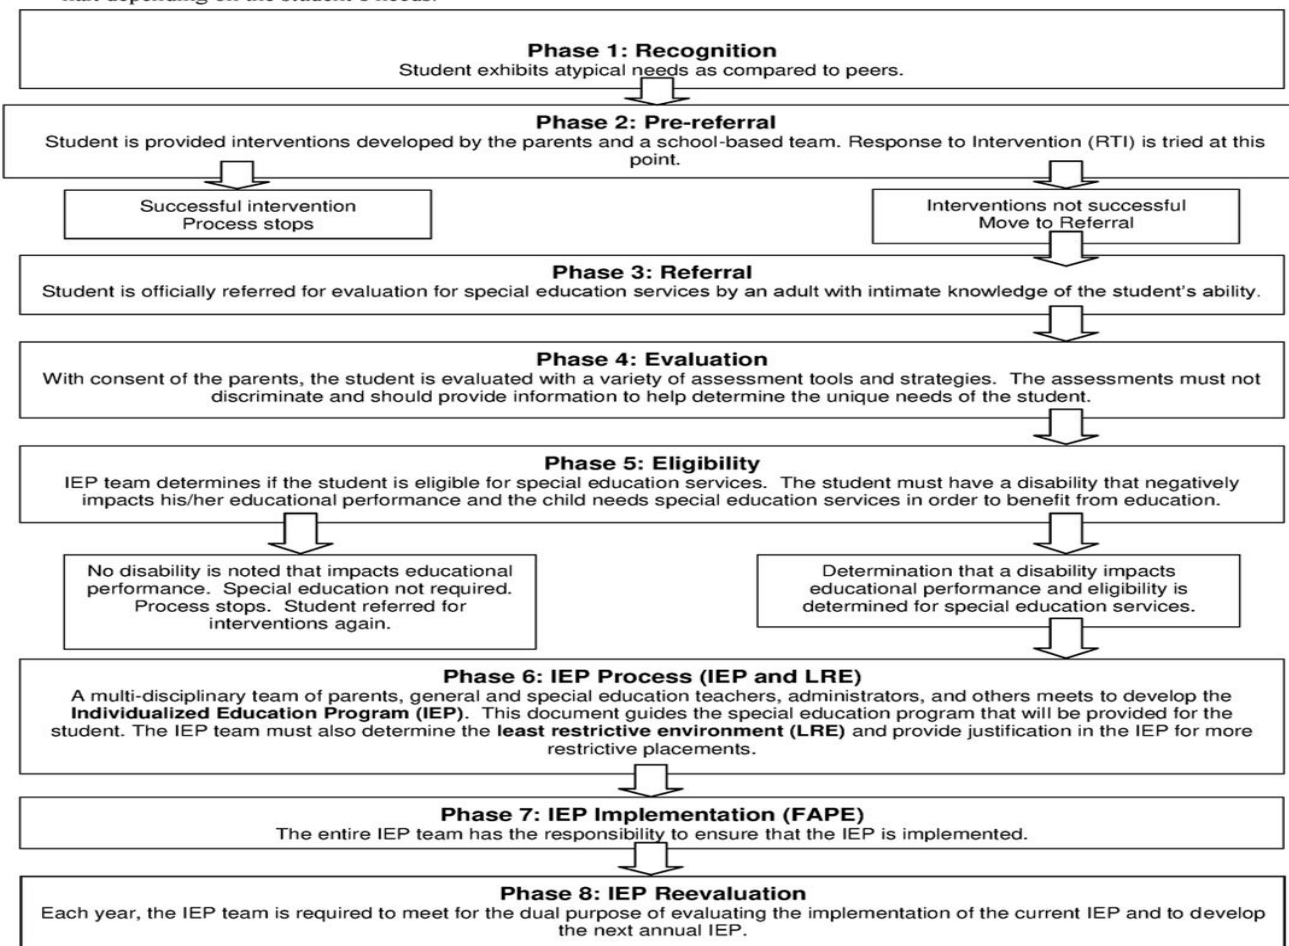 halt depending on the student's needs.
Phase 1: Recognition
Student exhibits atypical needs as compared to peers.
Phase 2: Pre-referral
Student is provided interventions developed by the parents and a school-based team. Response to Intervention (RTI) is tried at this
point.
Successful intervention
Process stops
Interventions not successful
Move to Referral
Phase 3: Referral
Student is officially referred for evaluation for special education services by an adult with intimate knowledge of the student's ability.
Phase 4: Evaluation
With consent of the parents, the student is evaluated with a variety of assessment tools and strategies. The assessments must not
discriminate and should provide information to help determine the unique needs of the student.
Phase 5: Eligibility
IEP team determines if the student is eligible for special education services. The student must have a disability that negatively
impacts his/her educational performance and the child needs special education services in order to benefit from education.
No disability is noted that impacts educational
performance. Special education not required.
Process stops. Student referred for
interventions again.
Determination that a disability impacts
educational performance and eligibility is
determined for special education services.
Phase 6: IEP Process (IEP and LRE)
A multi-disciplinary team of parents, general and special education teachers, administrators, and others meets to develop the
Individualized Education Program (IEP). This document guides the special education program that will be provided for the
student. The IEP team must also determine the least restrictive environment (LRE) and provide justification in the IEP for more
restrictive placements.
Phase 7: IEP Implementation (FAPE)
The entire IEP team has the responsibility to ensure that the IEP is implemented.
Phase 8: IEP Reevaluation
Each year, the IEP team is required to meet for the dual purpose of evaluating the implementation of the current IEP and to develop
the next annual IEP.